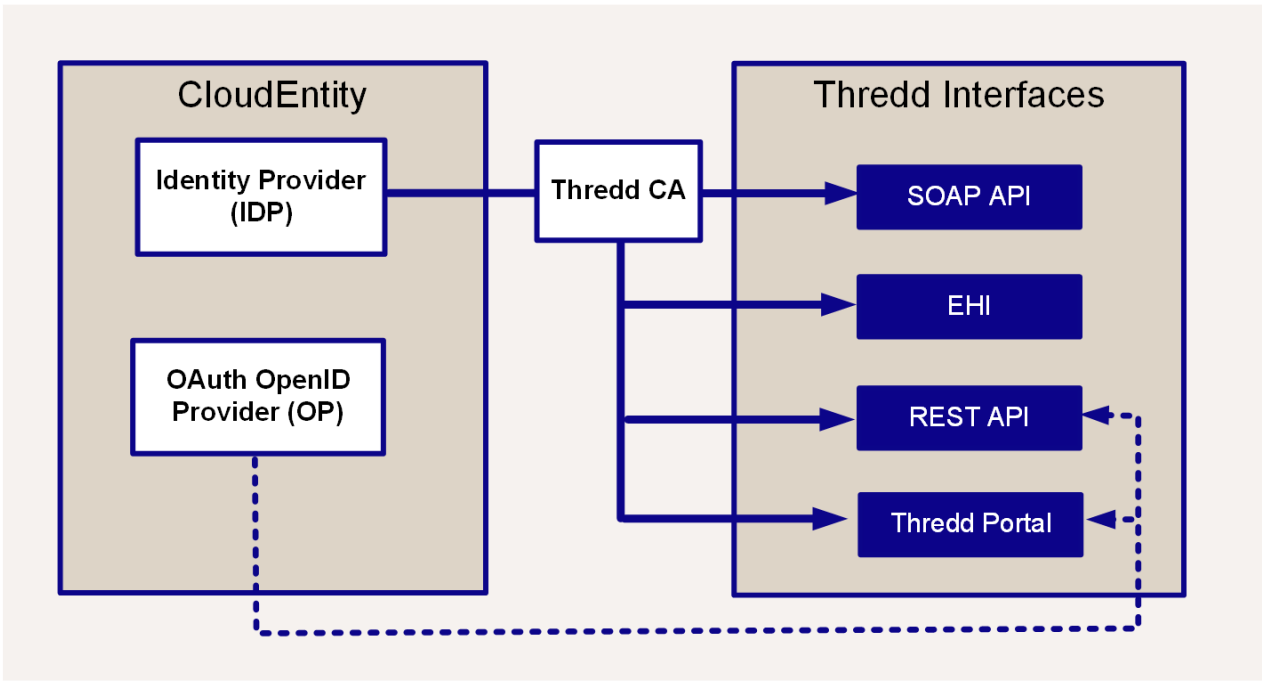 CloudEntity
Identity Provider
(IDP)
OAuth OpenID
Provider (OP)
Thredd CA
Thredd Interfaces
SOAP API
EHI
REST API
Thredd Portal